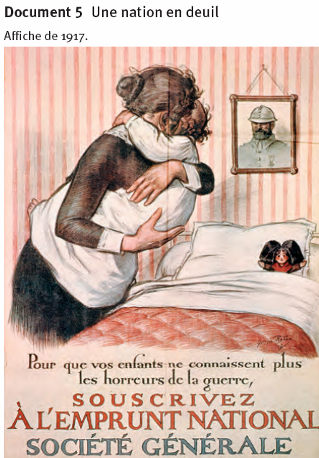 Document 5 Une nation en deuil
Affiche de 1917.
Pour que vos enfants ne connaissent plus
les horreurs de la guerre,
SOUSCRIVEZ
À L'EMPRUNT NATIONAL
SOCIÉTÉ GÉNÉRALE